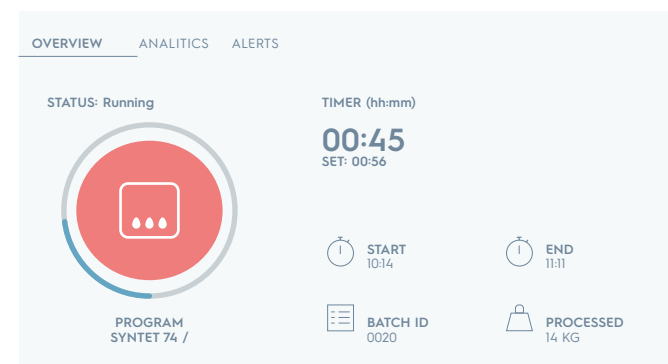 OVERVIEW ANALITICS ALERTS
STATUS: Running
TIMER (hh:mm)
00:45
SET: 00:56
START
10:14
END
11:11
PROGRAM
SYNTET 74 /
BATCH ID
0020
PROCESSED
14 KG